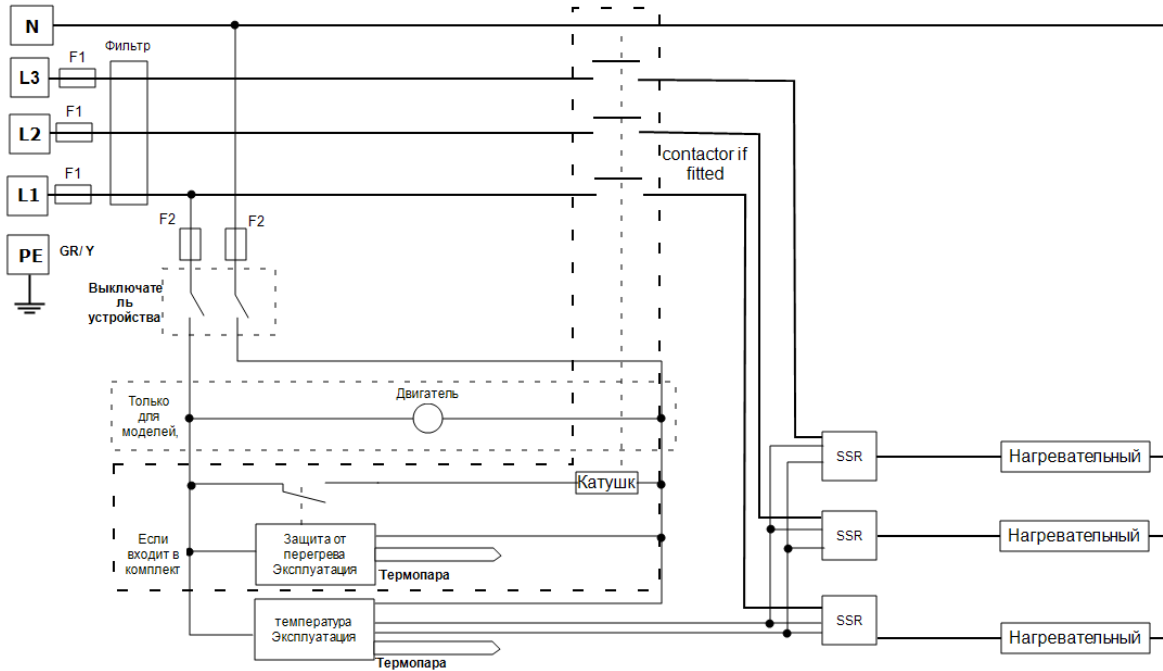 N
Фильтр
F1
L3
F1
L2
contactor if
fitted
F1
L1
F2
F2
PE
GR/ Y
Выключате
ль
устройства
Двигатель
Только
для
моделей,
SSR
Нагревательный
Катушк
Если
входит в
комплект
Защита от
перегрева
Эксплуатация
Термопара
SSR
Нагревательный
температура
Эксплуатация
Термопара
SSR
Нагревательный